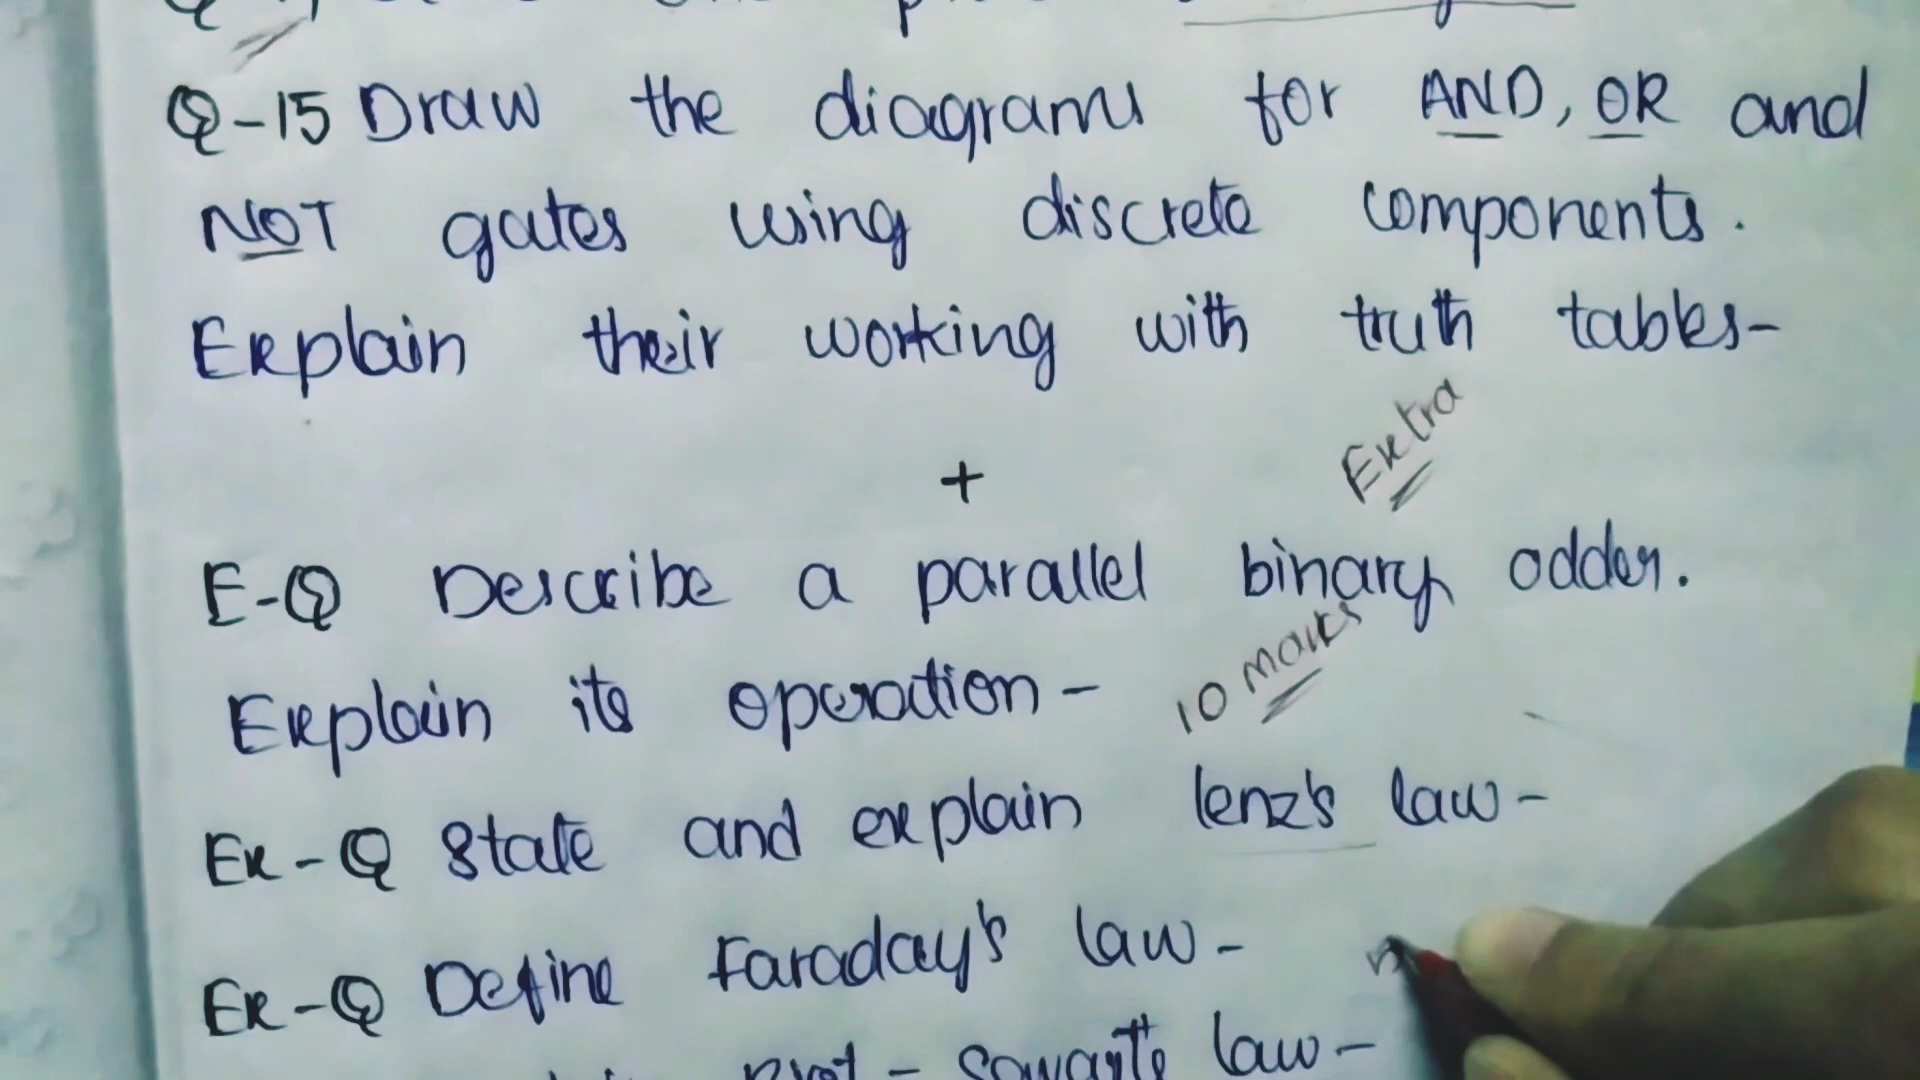 Q-15 Draw the diagrams for AND, OR and
NOT gates using discrete components.
Explain their working with truth tables-
+
Extra
E-Q Describe a parallel binary adder.
Explain its operation-
10 marks
Ex-Q State and explain lenz's law-
Ex-Q Define Faraday's law-
Biot - Savart's law-